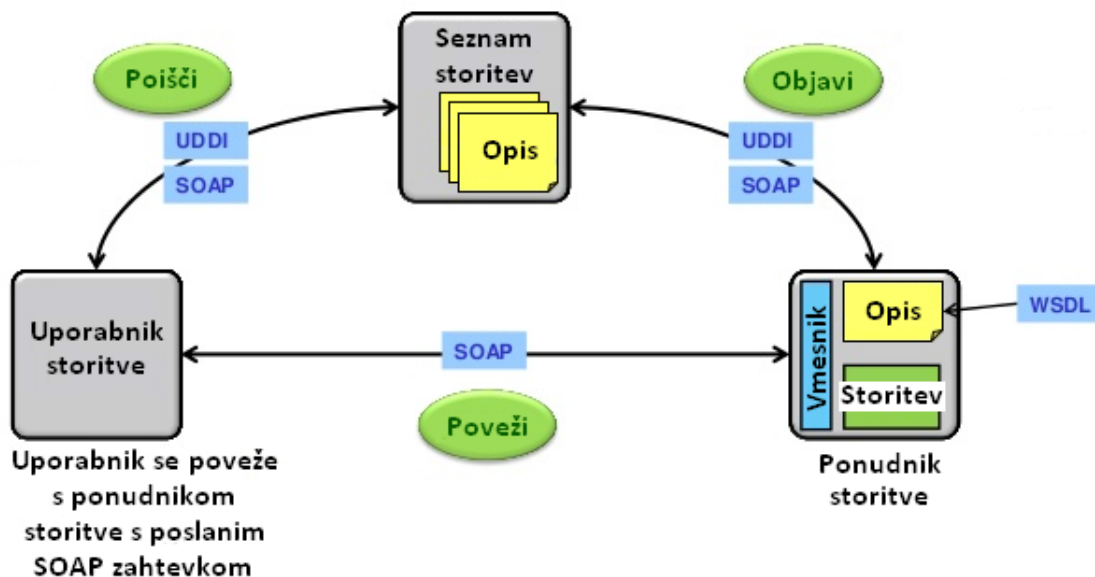 Seznam
storitev
Opis
Poišči
Objavi
UDDI
SOAP
UDDI
SOAP
Uporabnik
storitve
SOAP
Poveži
Vmesnik
Opis
Storitev
WSDL
Uporabnik se poveže
s ponudnikom
storitve s poslanim
SOAP zahtevkom
Ponudnik
storitve